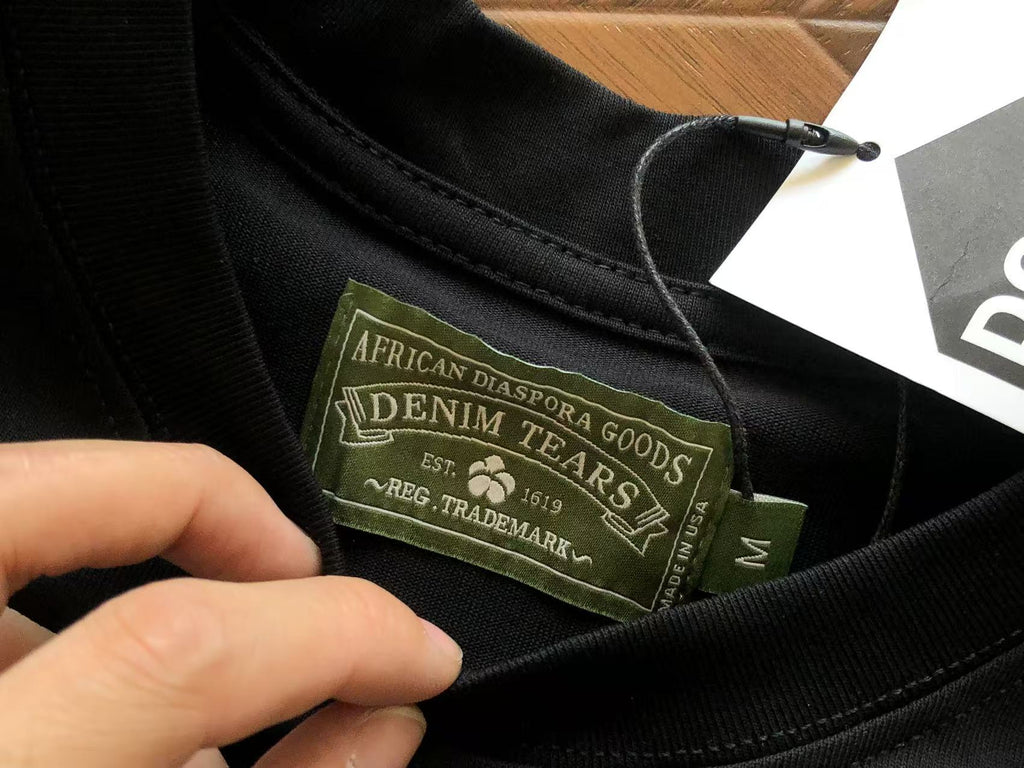 AFRICAN DIASPORA GOODS
DENIM TEARS
EST. 1619
~REG. TRADEMARK~
MADE IN USA
M